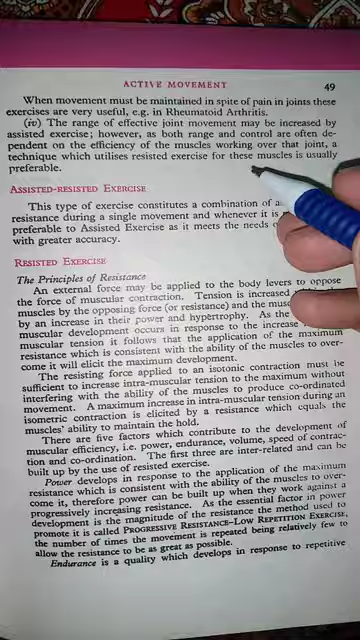 ACTIVE MOVEMENT 49
When movement must be maintained in spite of pain in joints these
exercises are very useful, e.g. in Rheumatoid Arthritis.
(iv) The range of effective joint movement may be increased by
assisted exercise; however, as both range and control are often de-
pendent on the efficiency of the muscles working over that joint, a
technique which utilises resisted exercise for these muscles is usually
preferable.
ASSISTED-RESISTED EXERCISE
This type of exercise constitutes a combination of a
resistance during a single movement and whenever it is
preferable to Assisted Exercise as it meets the needs
with greater accuracy.
RESISTED EXERCISE
The Principles of Resistance
An external force may be applied to the body levers to oppose
the force of muscular contraction. Tension is increased
muscles by the opposing force (or resistance) and the
by an increase in their power and hypertrophy. As the
muscular development occurs in response to the increase
muscular tension it follows that the application of the maximum
resistance which is consistent with the ability of the muscles to over-
come it will elicit the maximum development.
The resisting force applied to an isotonic contraction must be
sufficient to increase intra-muscular tension to the maximum without
interfering with the ability of the muscles to produce co-ordinated
movement. A maximum increase in intra-muscular tension during an
isometric contraction is elicited by a resistance which equals the
muscles' ability to maintain the hold.
There are five factors which contribute to the development of
muscular efficiency, i.e. power, endurance, volume, speed of contrac-
tion and co-ordination. The first three are inter-related and can be
built up by the use of resisted exercise.
Power develops in response to the application of the maximum
resistance which is consistent with the ability of the muscles to over-
come it, therefore power can be built up when they work against a
progressively increasing resistance. As the essential factor in power
development is the magnitude of the resistance the method used to
promote it is called PROGRESSIVE RESISTANCE–LOW REPETITION EXERCISE,
the number of times the movement is repeated being relatively few to
allow the resistance to be as great as possible.
Endurance is a quality which develops in response to repetitive